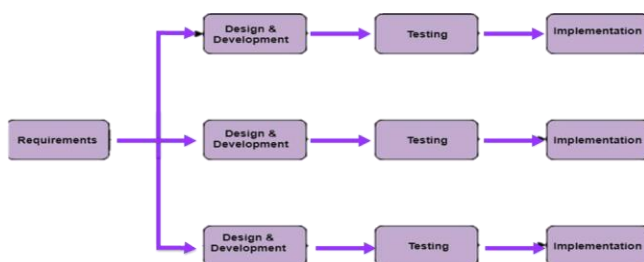 Design &
Development
Testing
Implementation
Requirements
Design &
Development
Testing
Implementation
Design &
Development
Testing
Implementation